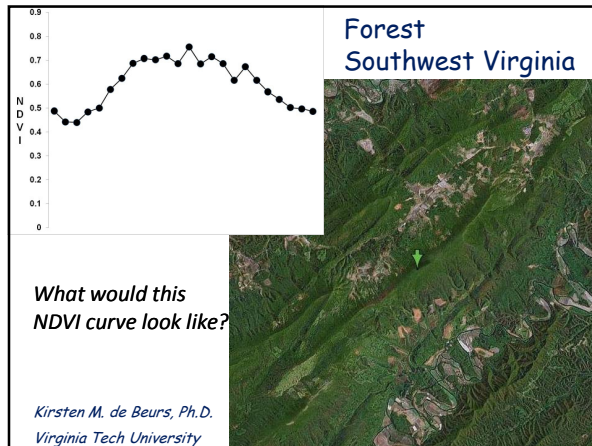 Forest
Southwest Virginia
0.9
0.8
0.7
0.6
0.5
0.4
0.3
0.2
0.1
0
N
D
V
I
What would this
NDVI curve look like?
Kirsten M. de Beurs, Ph.D.
Virginia Tech University